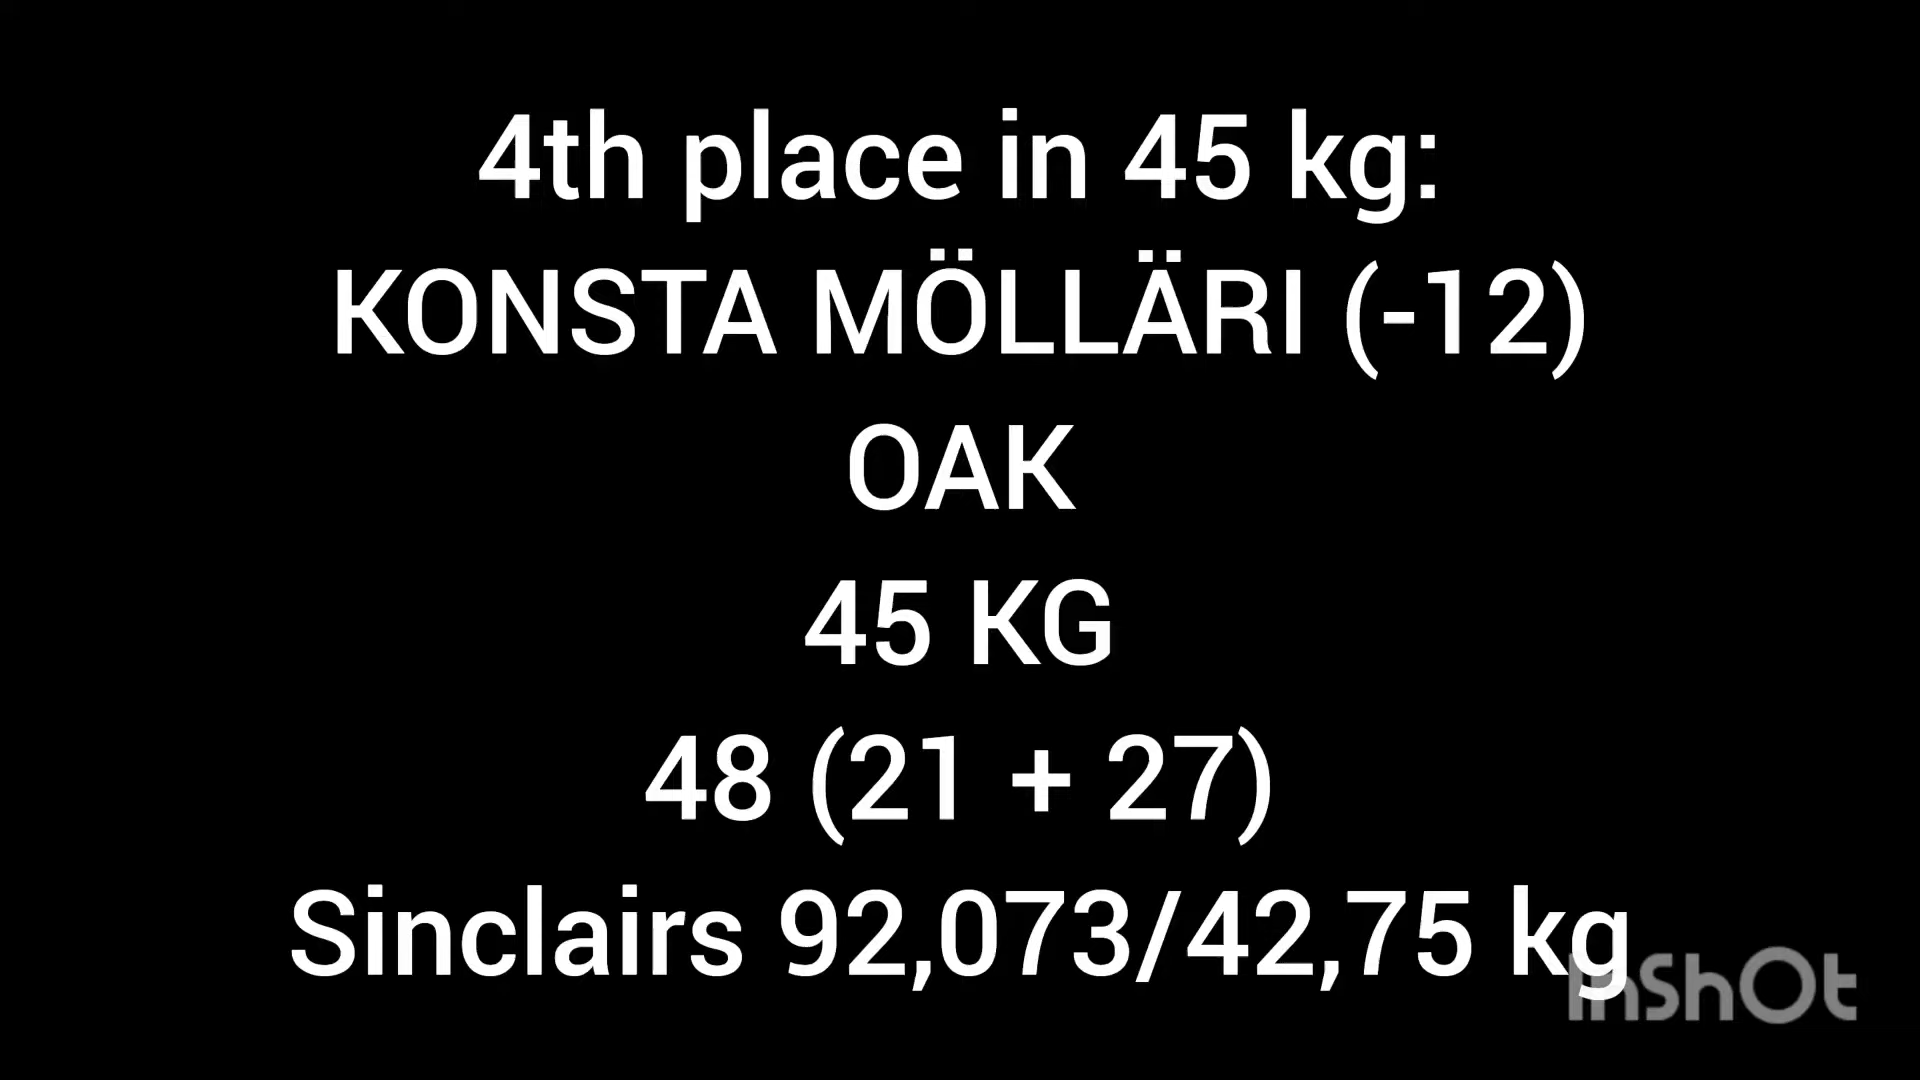 4th place in 45 kg:
KONSTA MÖLLÄRI (-12)
OAK
45 KG
48 (21 + 27)
Sinclairs 92,073/42,75 kg
InShOt